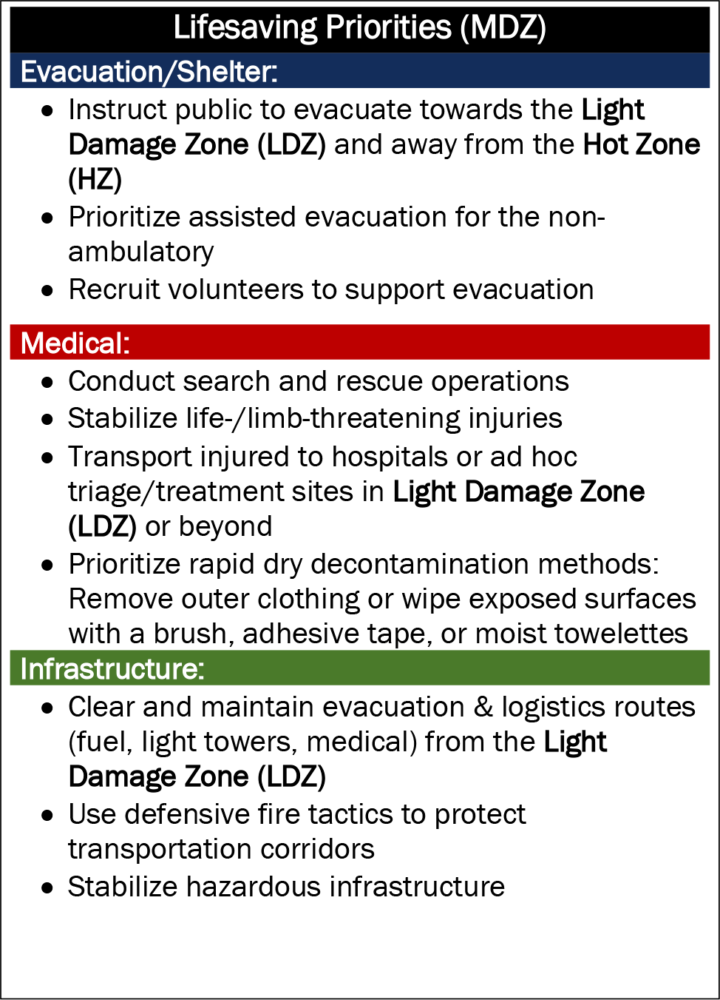 Lifesaving Priorities (MDZ)
Evacuation/Shelter:
• Instruct public to evacuate towards the Light
Damage Zone (LDZ) and away from the Hot Zone
(HZ)
• Prioritize assisted evacuation for the non-
ambulatory
• Recruit volunteers to support evacuation
Medical:
• Conduct search and rescue operations
• Stabilize life-/limb-threatening injuries
• Transport injured to hospitals or ad hoc
triage/treatment sites in Light Damage Zone
(LDZ) or beyond
• Prioritize rapid dry decontamination methods:
Remove outer clothing or wipe exposed surfaces
with a brush, adhesive tape, or moist towelettes
Infrastructure:
• Clear and maintain evacuation & logistics routes
(fuel, light towers, medical) from the Light
Damage Zone (LDZ)
• Use defensive fire tactics to protect
transportation corridors
• Stabilize hazardous infrastructure